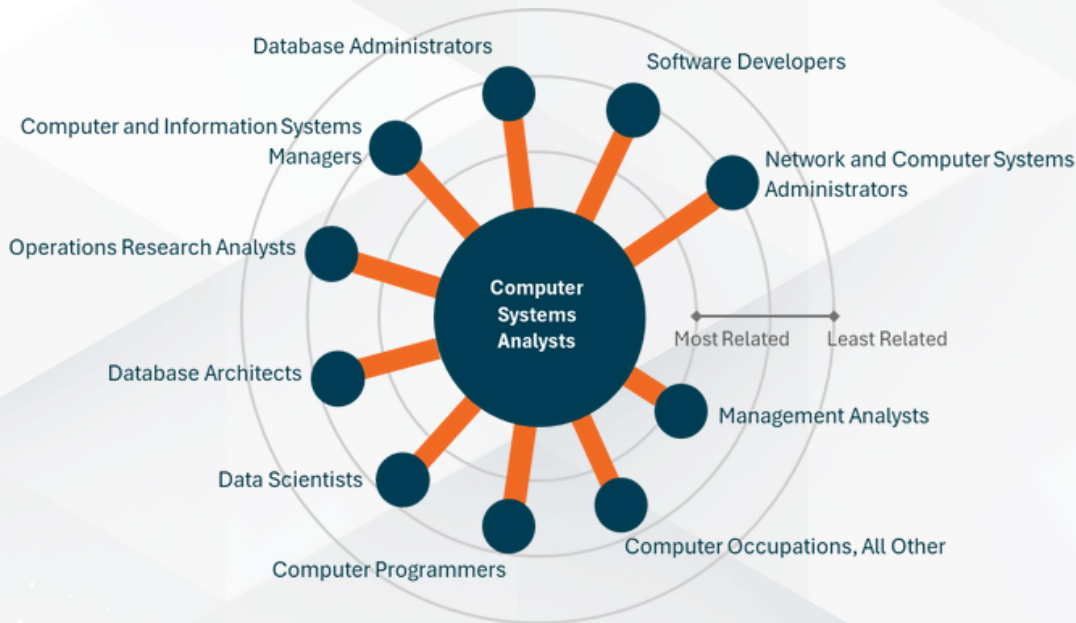 Database Administrators
Software Developers
Computer and Information Systems
Managers
Network and Computer Systems
Administrators
Operations Research Analysts
Computer
Systems
Analysts
Most Related
Least Related
Database Architects
Management Analysts
Data Scientists
Computer Occupations, All Other
Computer Programmers